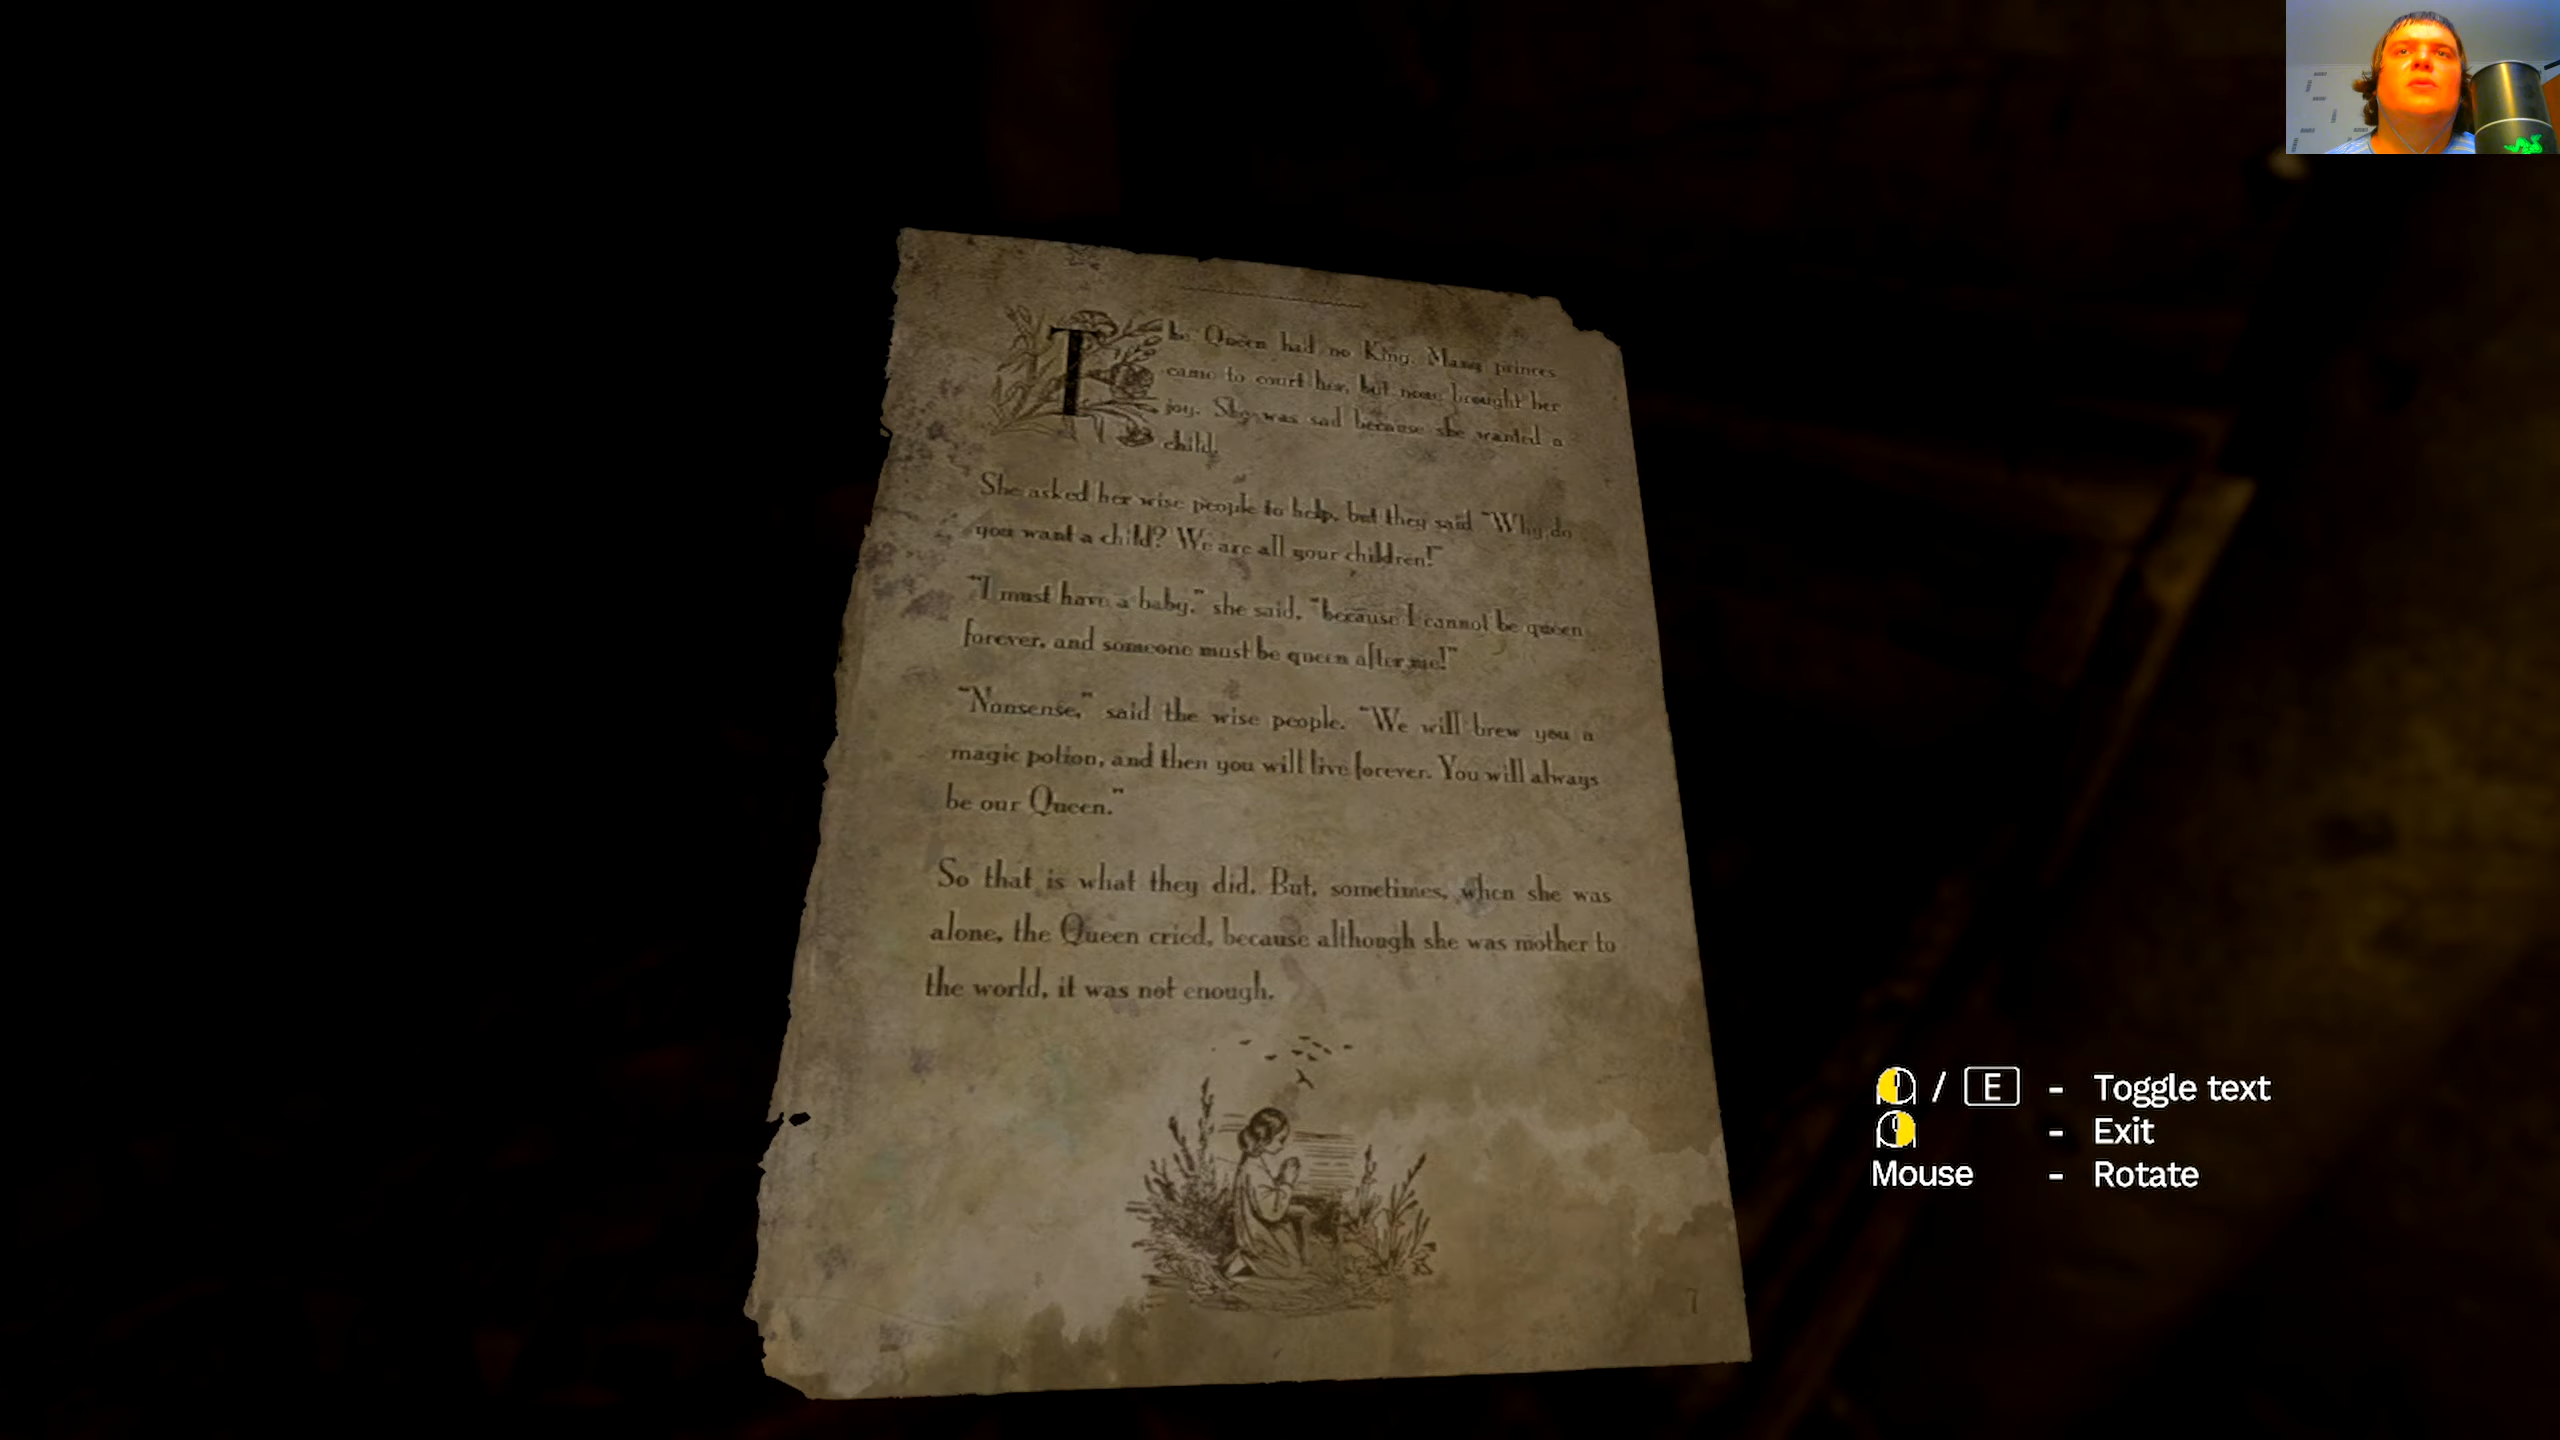 The Queen had no King. Many princes
came to court her, but none brought her
joy. She was sad because she wanted a
child.
She asked her wise people to help, but they said "Why do
you want a child? We are all your children!"
"I must have a baby," she said, "because I cannot be queen
forever, and someone must be queen after me!"
"Nonsense," said the wise people. "We will brew you a
magic potion, and then you will live forever. You will always
be our Queen."
So that is what they did. But, sometimes, when she was
alone, the Queen cried, because although she was mother to
the world, it was not enough.
7
/ E - Toggle text
- Exit
Mouse - Rotate